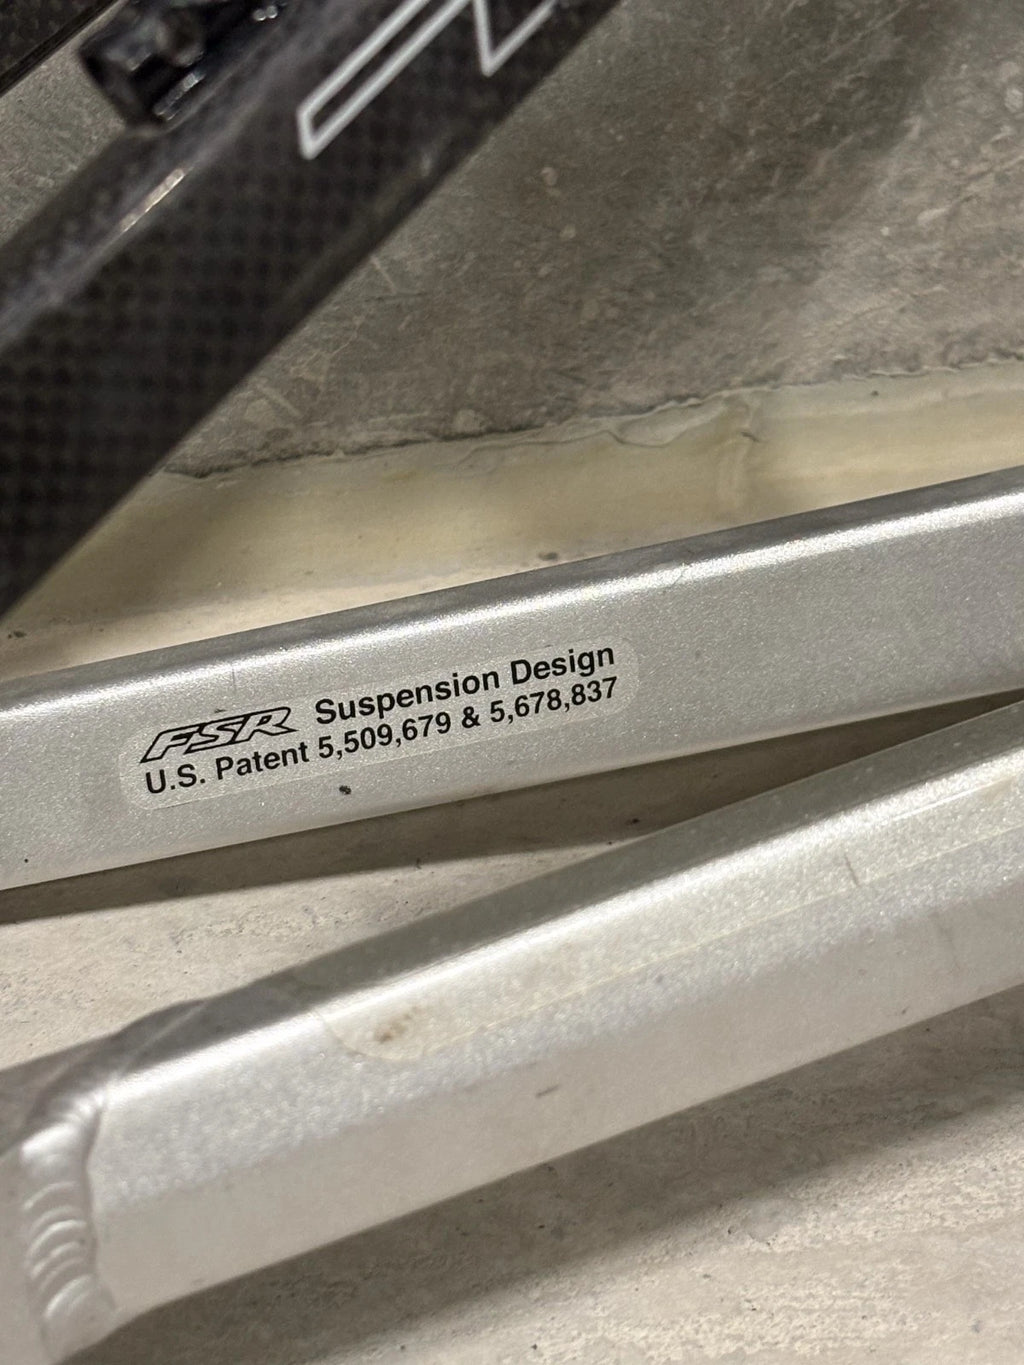 FSR Suspension Design
U.S. Patent 5,509,679 & 5,678,837